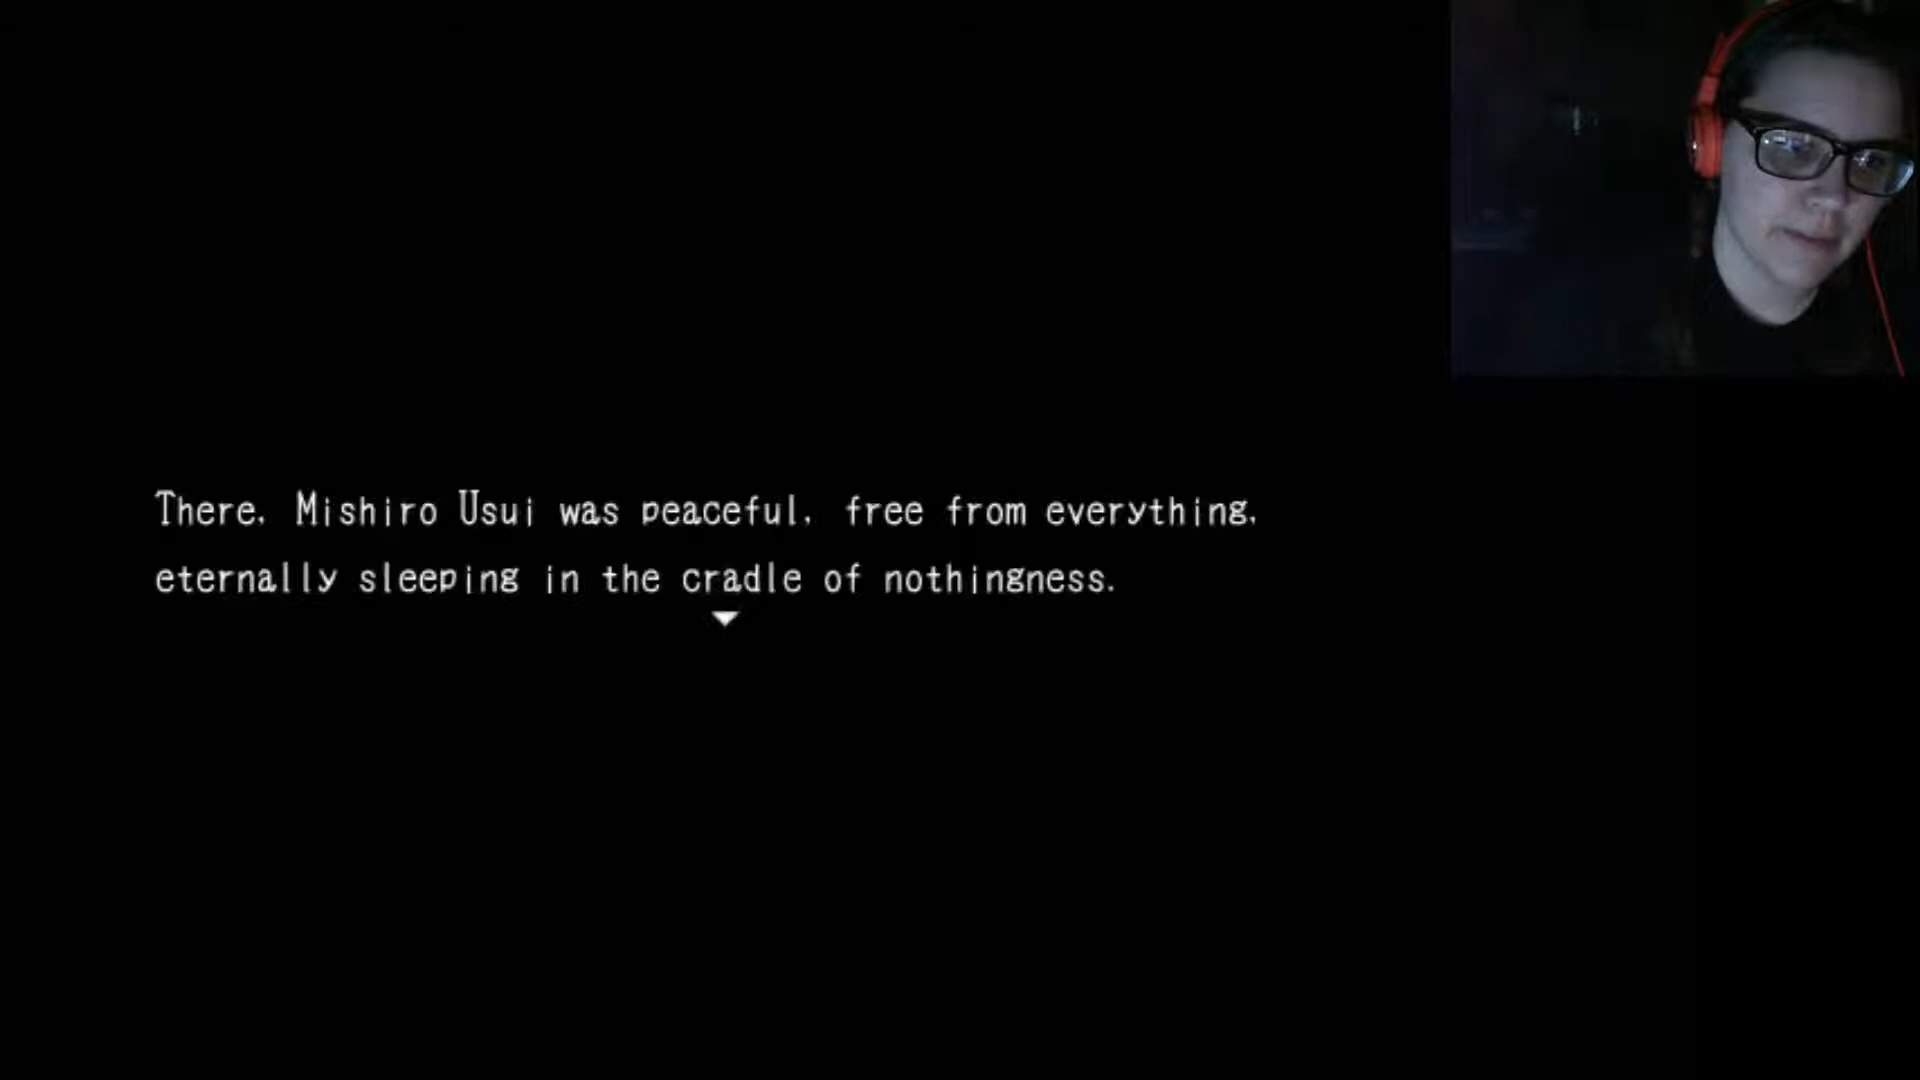 There, Mishiro Usui was peaceful, free from everything,
eternally sleeping in the cradle of nothingness.